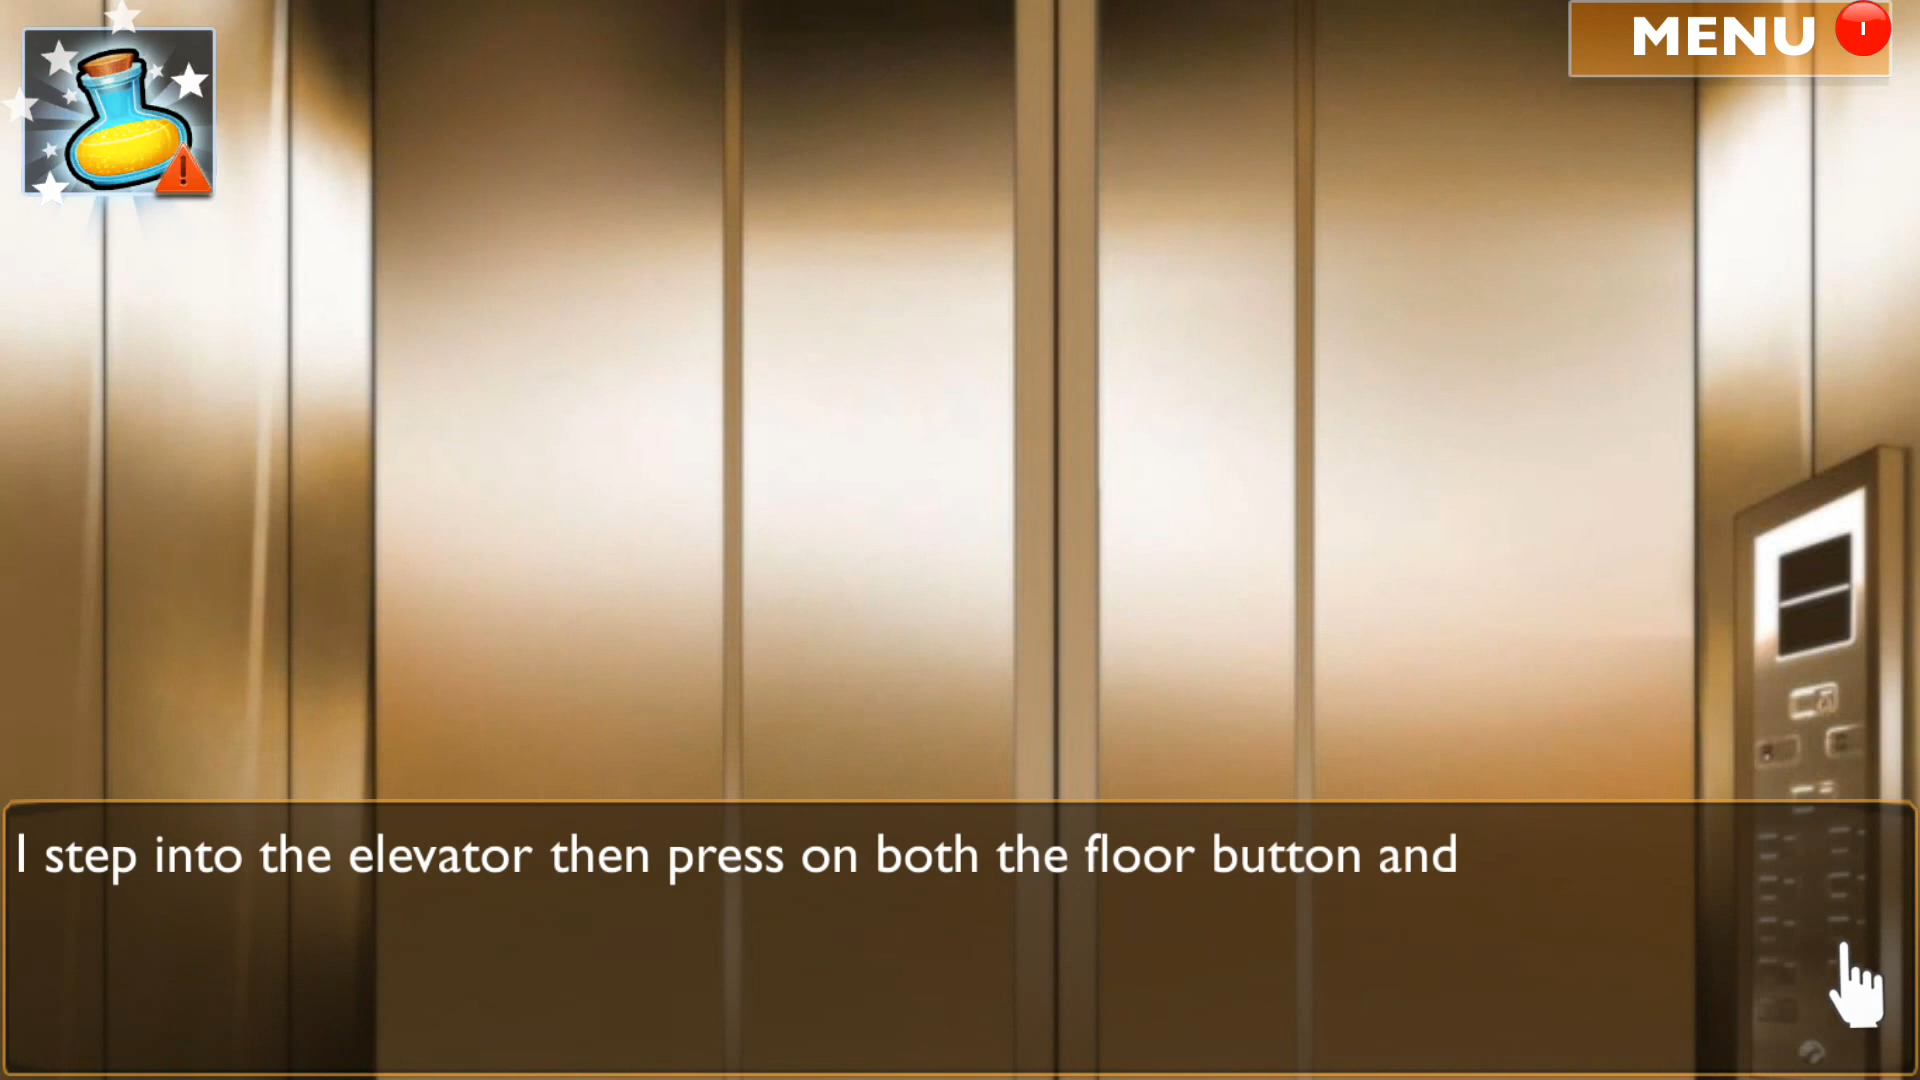 MENU
I step into the elevator then press on both the floor button and